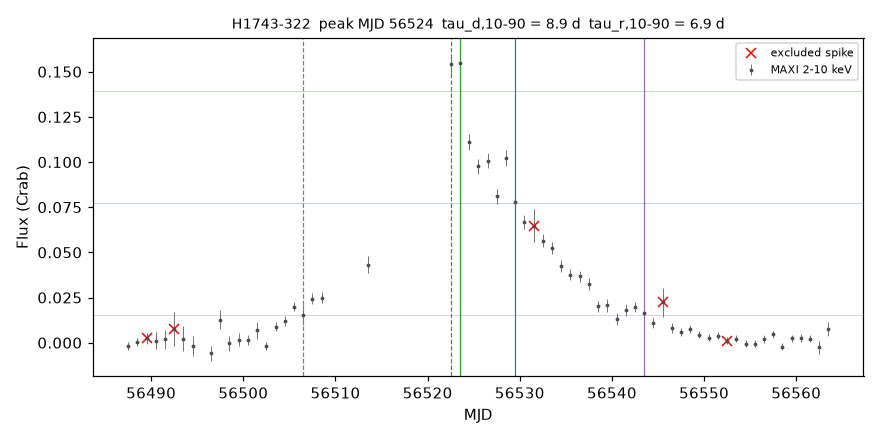 H1743-322 peak MJD 56524 tau_d,10-90 = 8.9 d tau_r,10-90 = 6.9 d
excluded spike
MAXI 2-10 keV
Flux (Crab)
0.150
0.125
0.100
0.075
0.050
0.025
0.000
56490 56500 56510 56520 56530 56540 56550 56560
MJD